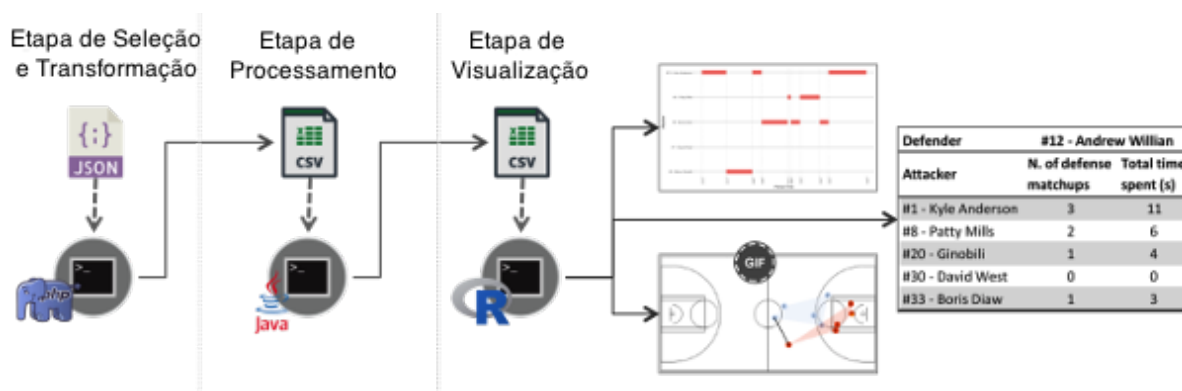 Etapa de Seleção
e Transformação
Etapa de
Processamento
Etapa de
Visualização
{;}
JSON
CSV
CSV
>_
php
>_
Java
>_
R
GIF
Defender #12 - Andrew Willian
Attacker N. of defense matchups Total time spent (s)
#1 - Kyle Anderson 3 11
#8 - Patty Mills 2 6
#20 - Ginobili 1 4
#30 - David West 0 0
#33 - Boris Diaw 1 3